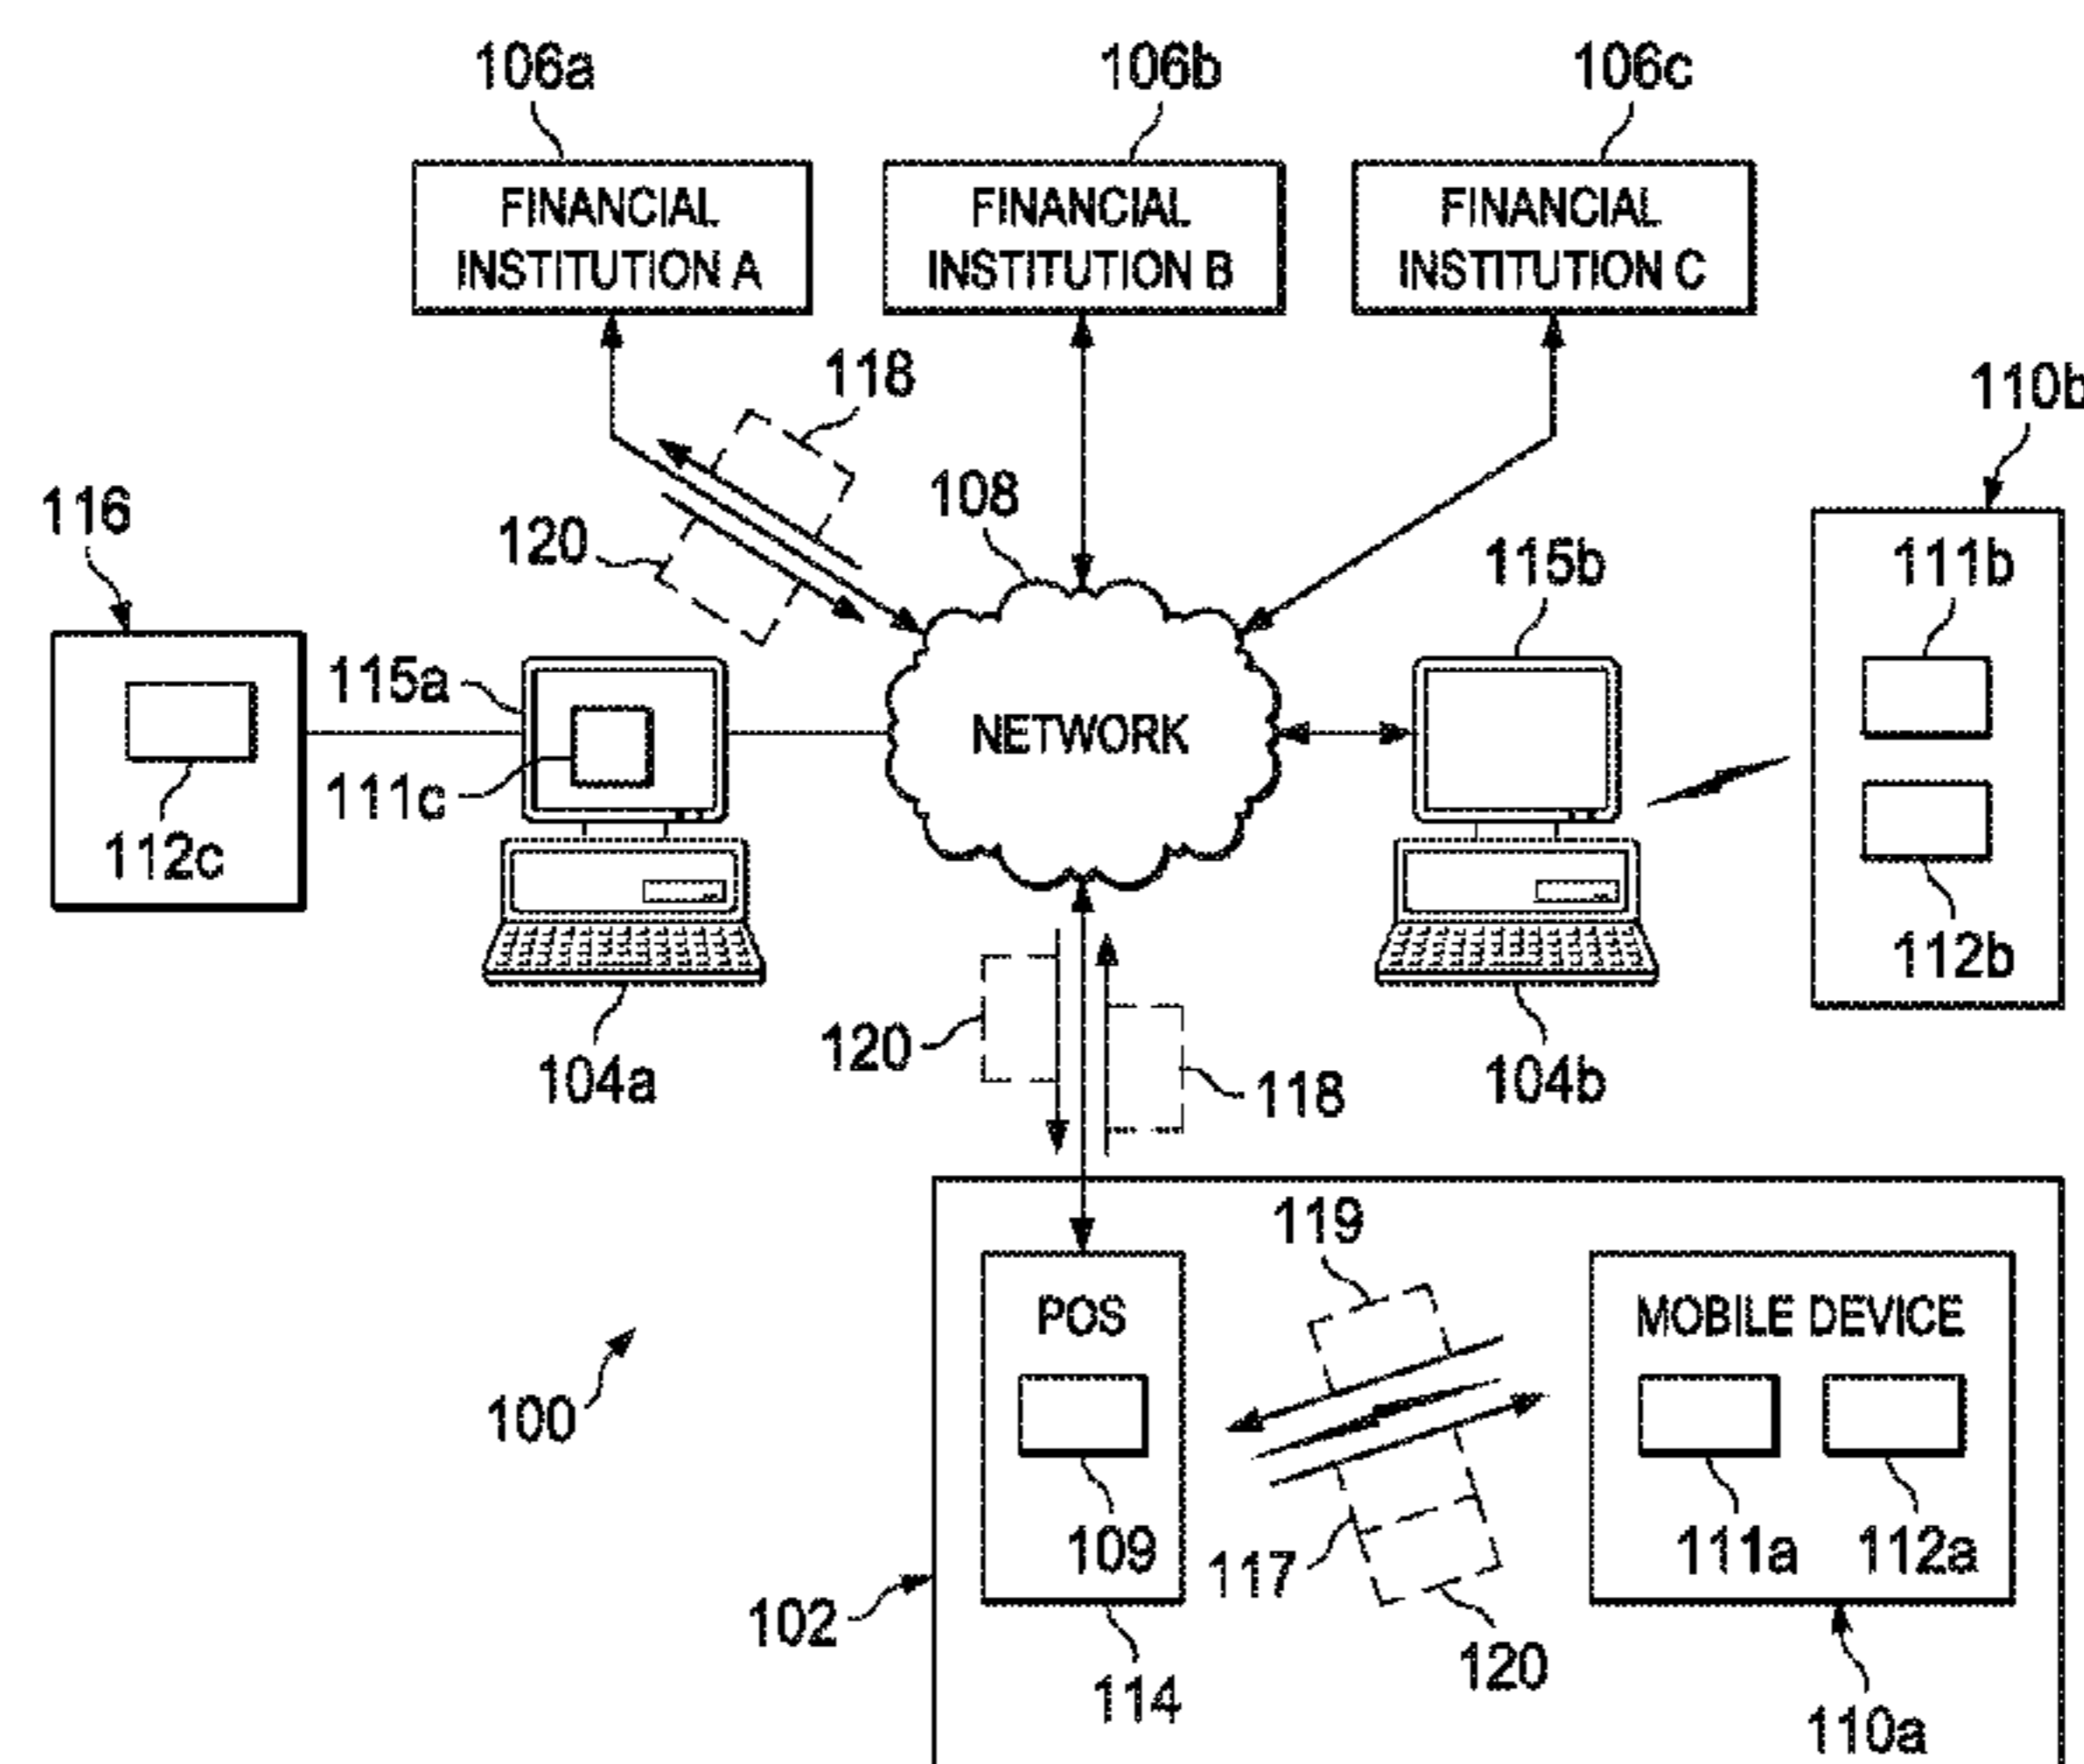 106a
106b
106c
FINANCIAL
INSTITUTION A
FINANCIAL
INSTITUTION B
FINANCIAL
INSTITUTION C
118
110b
116
120
108
115b
111b
115a
NETWORK
111c
112c
112b
120
104a
118
104b
119
POS
MOBILE DEVICE
100
109
117
111a
112a
102
120
114
110a